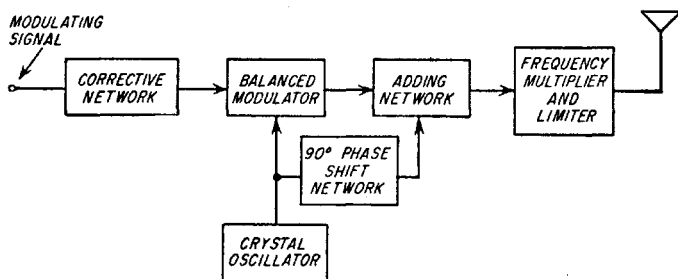 MODULATING
SIGNAL
CORRECTIVE
NETWORK
BALANCED
MODULATOR
ADDING
NETWORK
FREQUENCY
MULTIPLIER
AND
LIMITER
90° PHASE
SHIFT
NETWORK
CRYSTAL
OSCILLATOR